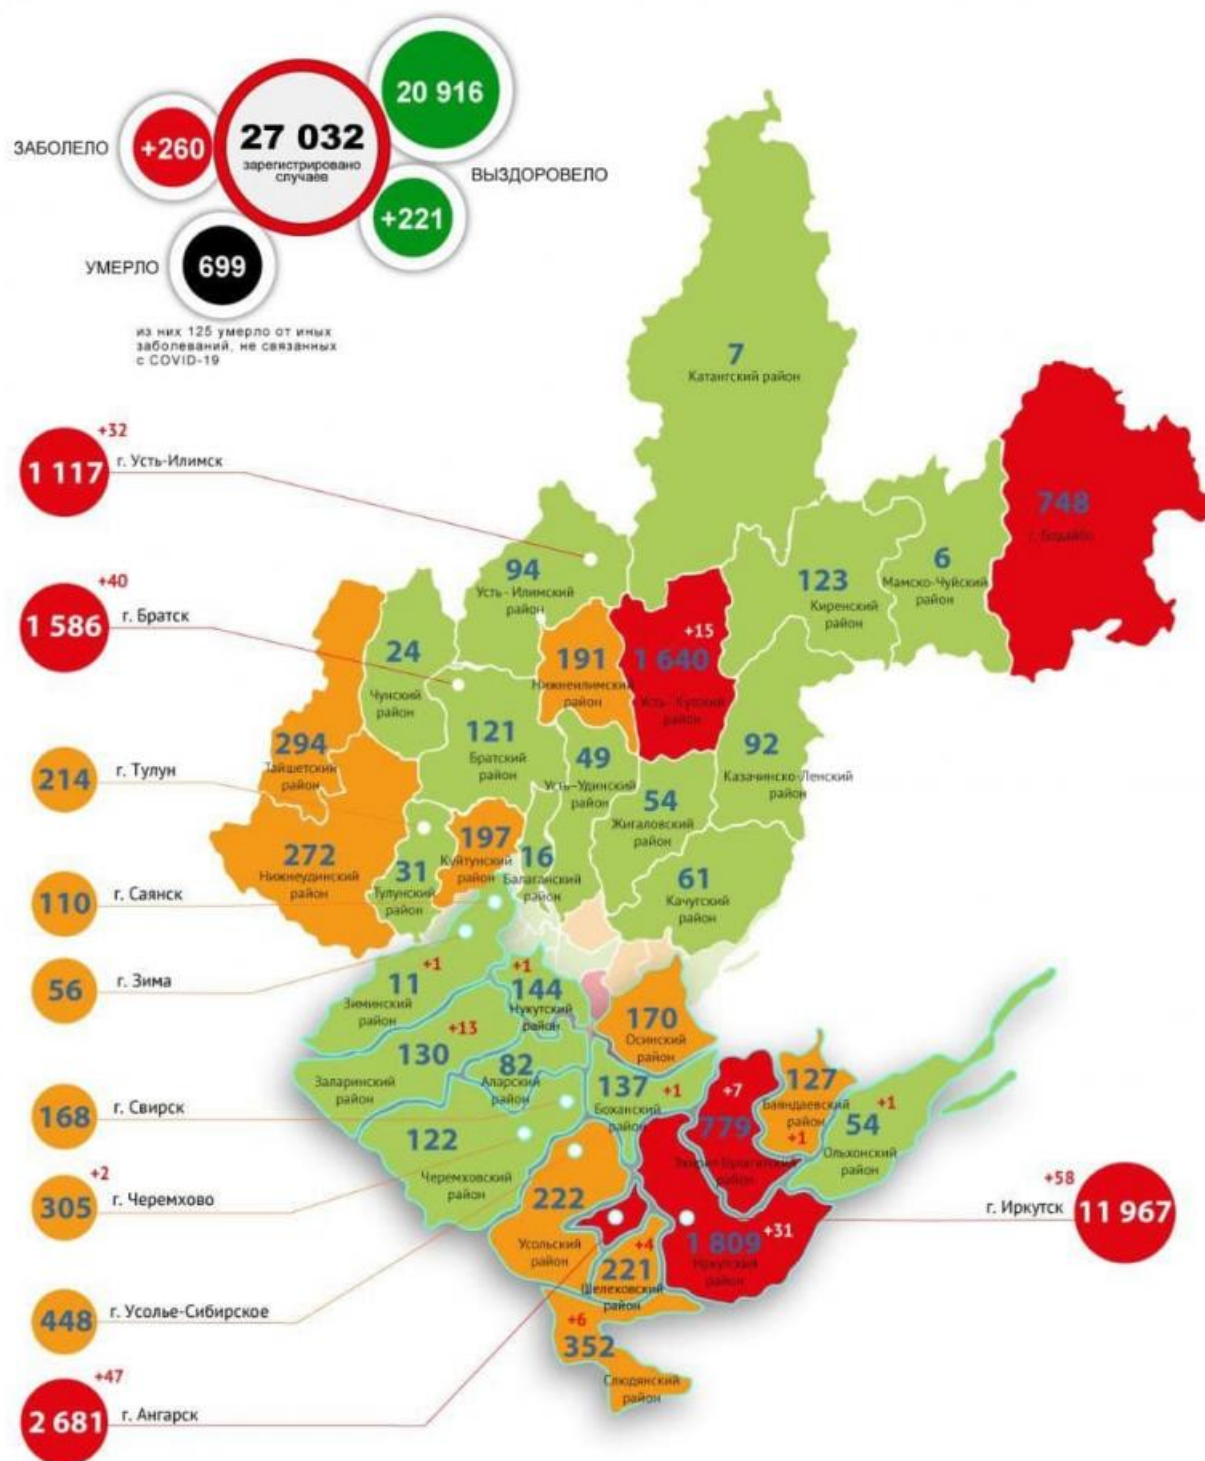 20 916
ЗАБОЛЕЛО
+260
27 032
зарегистрировано
случаев
ВЫЗДОРОВЕЛО
+221
УМЕРЛО
699
из них 125 умерло от иных
заболеваний, не связанных
с COVID-19
7
Катангский район
+32
1 117
г. Усть-Илимск
748
г. Бодайбо
94
Усть - Илимский
район
123
Киренский
район
6
Мамско-Чуйский
район
+40
1 586
г. Братск
24
Чунский
район
191
Нижнеилимский
район
+15
1 640
Усть - Кутский
район
121
Братский
район
92
Казачинско-Ленский
район
294
Тайшетский
район
49
Усть-Удинский
район
214
г. Тулун
54
Жигаловский
район
272
Нижнеудинский
район
31
Тулунский
район
197
Куйтунский
район
16
Балаганский
район
61
Качугский
район
110
г. Саянск
56
г. Зима
+1
11
Зиминский
район
+1
144
Нукутский
район
170
Осинский
район
+13
130
Заларинский
район
82
Аларский
район
137
+1
Боханский
район
+7
779
Эхирит-Булагатский
район
127
Баяндаевский
район
+1
+1
54
Ольхонский
район
168
г. Свирск
122
Черемховский
район
+2
305
г. Черемхово
222
Усольский
район
+58
г. Иркутск
11 967
+31
1 809
Иркутский
район
+4
221
Шелеховский
район
448
г. Усолье-Сибирское
+6
352
Слюдянский
район
+47
2 681
г. Ангарск